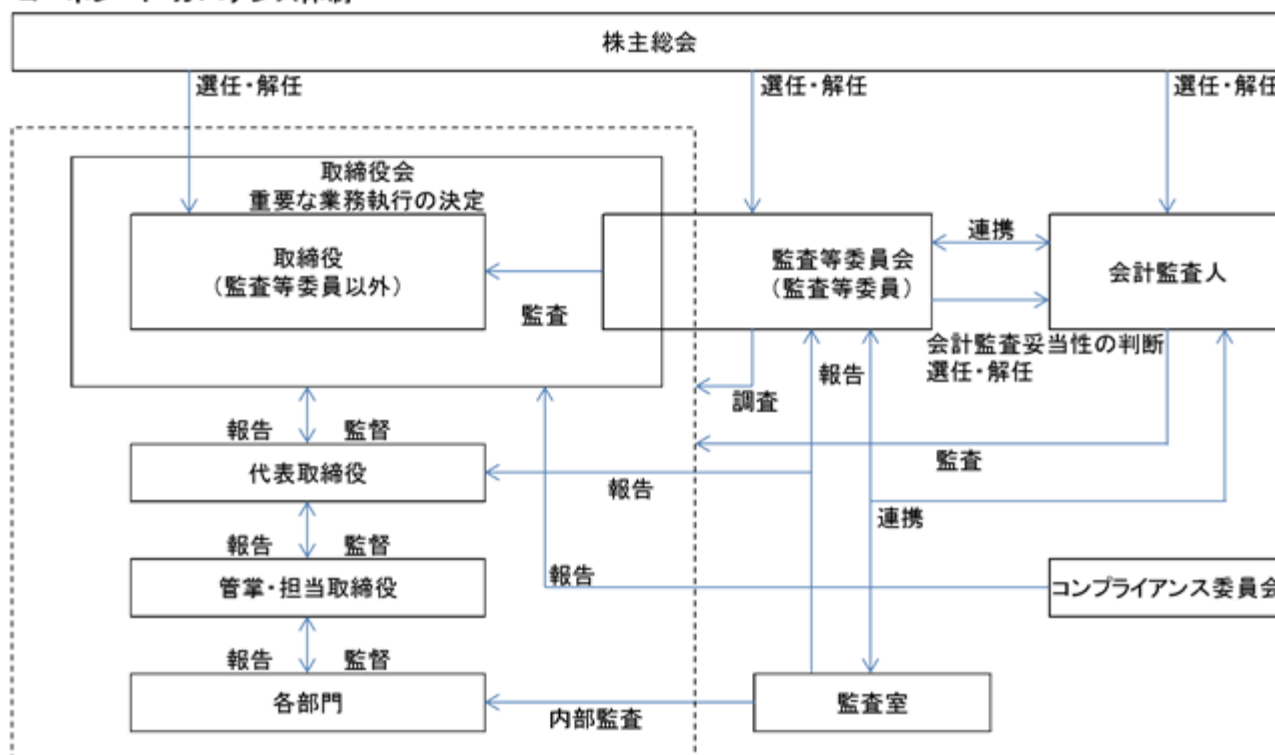 株主総会
選任・解任
選任・解任
選任・解任
取締役会
重要な業務執行の決定
取締役
(監査等委員以外)
監査
監査等委員会
(監査等委員)
連携
会計監査人
会計監査妥当性の判断
選任・解任
報告
調査
報告 監督
監査
代表取締役
報告
連携
報告 監督
管掌・担当取締役
報告
コンプライアンス委員会
報告 監督
各部門
内部監査
監査室